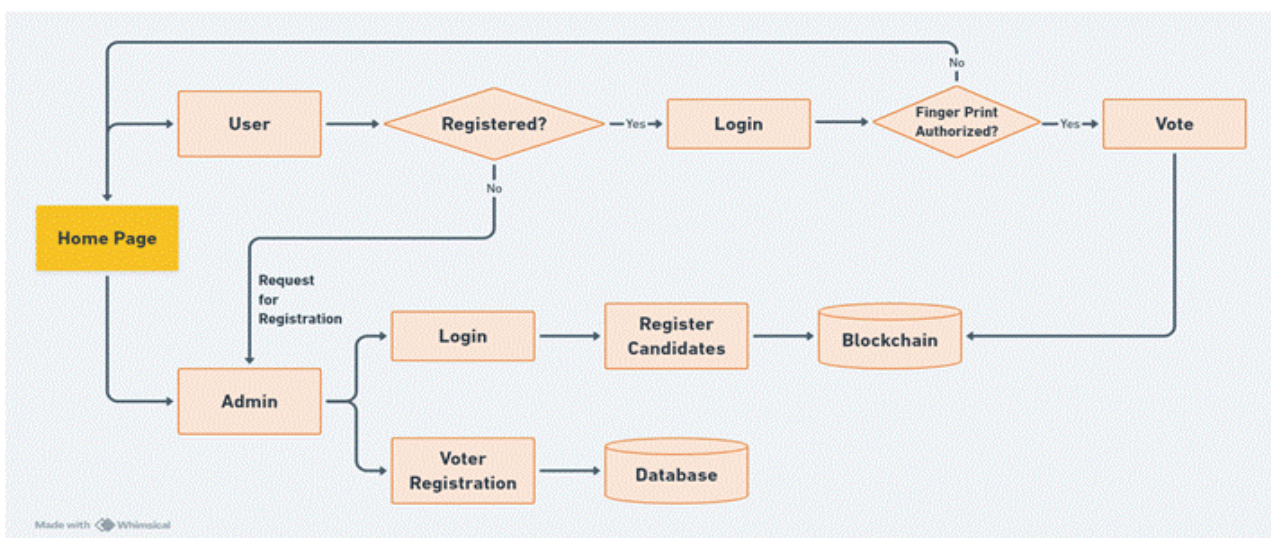 No
User
Registered?
Yes
Login
Finger Print
Authorized?
Yes
Vote
No
Home Page
Request
for
Registration
Login
Register
Candidates
Blockchain
Admin
Voter
Registration
Database
Made with Whimsical